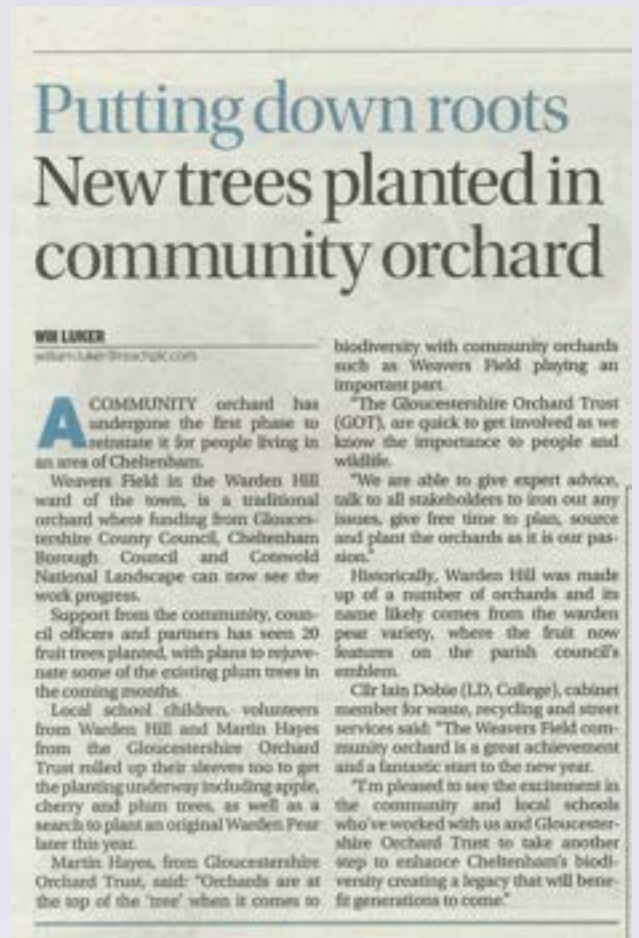 Putting down roots
New trees planted in
community orchard
Will LUKER
william.luker@reachplc.com
A COMMUNITY orchard has
undergone the first phase to
reinstate it for people living in
an area of Cheltenham.
Weavers Field in the Warden Hill
ward of the town, is a traditional
orchard where funding from Glouces-
tershire County Council, Cheltenham
Borough Council and Cotswold
National Landscape can now see the
work progress.
Support from the community, coun-
cil officers and partners has seen 20
fruit trees planted, with plans to rejuve-
nate some of the existing plum trees in
the coming months.
Local school children, volunteers
from Warden Hill and Martin Hayes
from the Gloucestershire Orchard
Trust rolled up their sleeves too to get
the planting underway including apple,
cherry and plum trees, as well as a
search to plant an original Warden Pear
later this year.
Martin Hayes, from Gloucestershire
Orchard Trust, said: "Orchards are at
the top of the 'tree' when it comes to
biodiversity with community orchards
such as Weavers Field playing an
important part.
"The Gloucestershire Orchard Trust
(GOT), are quick to get involved as we
know the importance to people and
wildlife.
"We are able to give expert advice,
talk to all stakeholders to iron out any
issues, give free time to plan, source
and plant the orchards as it is our pas-
sion."
Historically, Warden Hill was made
up of a number of orchards and its
name likely comes from the warden
pear variety, where the fruit now
features on the parish council's
emblem.
Cllr Iain Dobie (LD, College), cabinet
member for waste, recycling and street
services said: "The Weavers Field com-
munity orchard is a great achievement
and a fantastic start to the new year.
"I'm pleased to see the excitement in
the community and local schools
who've worked with us and Gloucester-
shire Orchard Trust to take another
step to enhance Cheltenham's biodi-
versity creating a legacy that will bene-
fit generations to come."